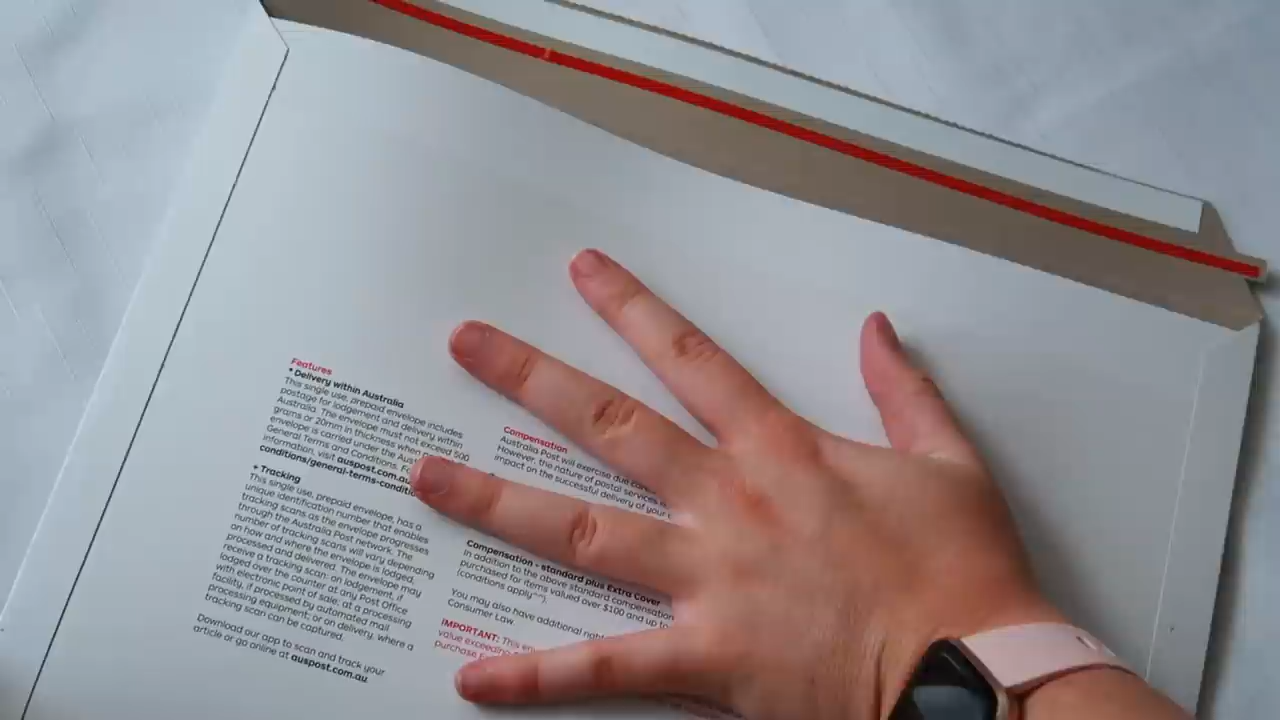 Features
• Delivery within Australia
This single use, prepaid envelope includes
postage for lodgement and delivery within
Australia. The envelope must not exceed 500
grams or 20mm in thickness when
envelope is carried under the
General Terms and Conditions.
information, visit auspost.com.au
conditions/general-terms-conditio
• Tracking
This single use, prepaid envelope, has a
unique identification number that enables
tracking scans as the envelope progresses
through the Australia Post network. The
number of tracking scans will vary depending
on how and where the envelope is lodged,
processed and delivered. The envelope may
receive a tracking scan: on lodgement, if
lodged over the counter at any Post Office
with electronic point of sale; at a processing
facility, if processed by automated mail
processing equipment; or on delivery, where a
tracking scan can be captured.
Download our app to scan and track your
article or go online at auspost.com.au
Compensation
Australia Post will exercise due care
However, the nature of postal services
impact on the successful delivery of your
Compensation - standard plus Extra Cover
In addition to the above standard compensation
purchased for items valued over $100 and up to
(conditions apply^^).
You may also have additional
Consumer Law.
IMPORTANT: This
value exceeding
purchase